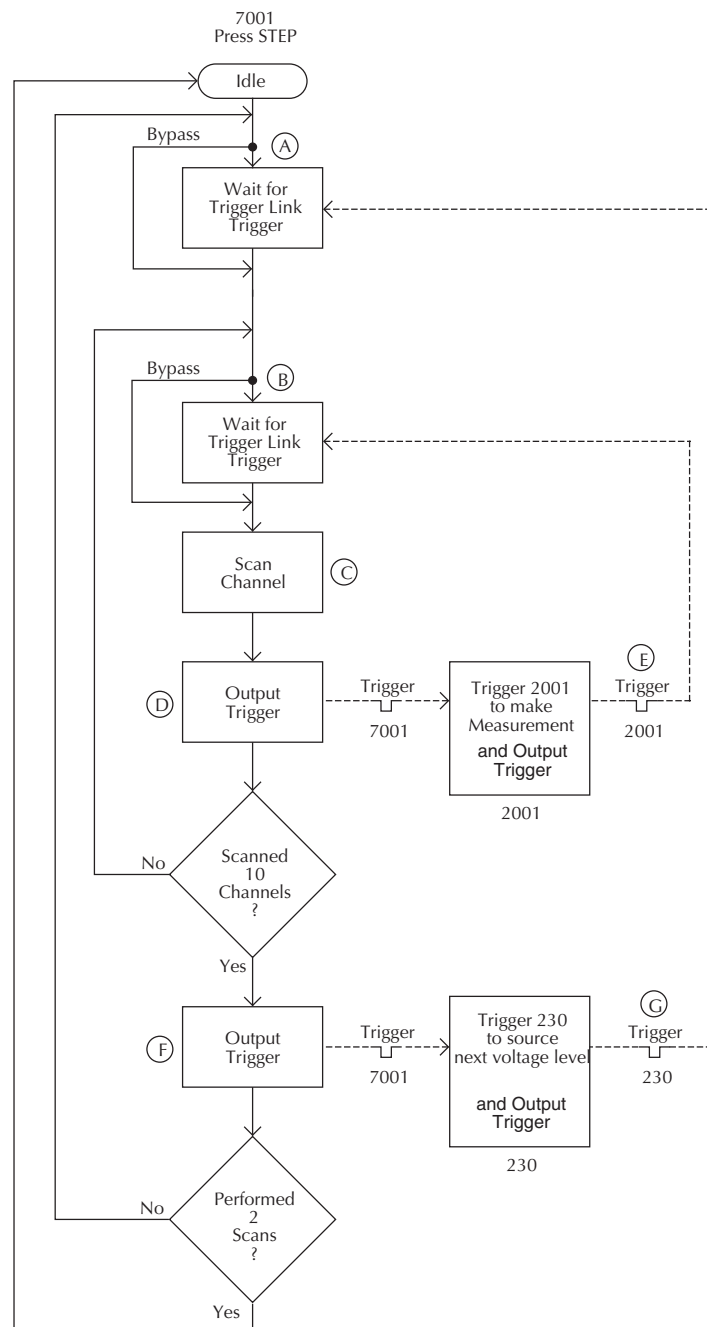 7001
Press STEP
Idle
Bypass
A
Wait for
Trigger Link
Trigger
Bypass
B
Wait for
Trigger Link
Trigger
Scan
Channel
C
D
Output
Trigger
Trigger
7001
Trigger 2001
to make
Measurement
and Output
Trigger
2001
E
Trigger
2001
No
Scanned
10
Channels
?
Yes
F
Output
Trigger
Trigger
7001
Trigger 230
to source
next voltage level
and Output
Trigger
230
G
Trigger
230
No
Performed
2
Scans
?
Yes